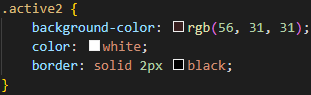 .active2 {
    background-color: rgb(56, 31, 31);
    color: white;
    border: solid 2px black;
}